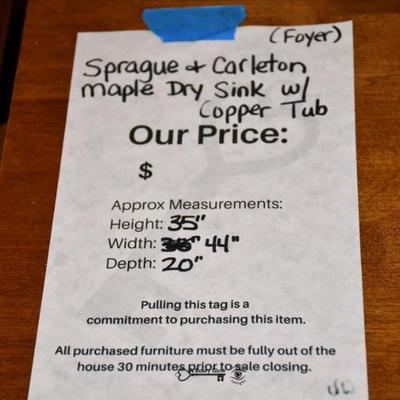 (Foyer)
Sprague & Carleton
Maple Dry Sink w/
Copper Tub
Our Price:
$
Approx Measurements:
Height: 35"
Width: 44"
Depth: 20"
Pulling this tag is a
commitment to purchasing this item.
All purchased furniture must be fully out of the
house 30 minutes prior to sale closing.